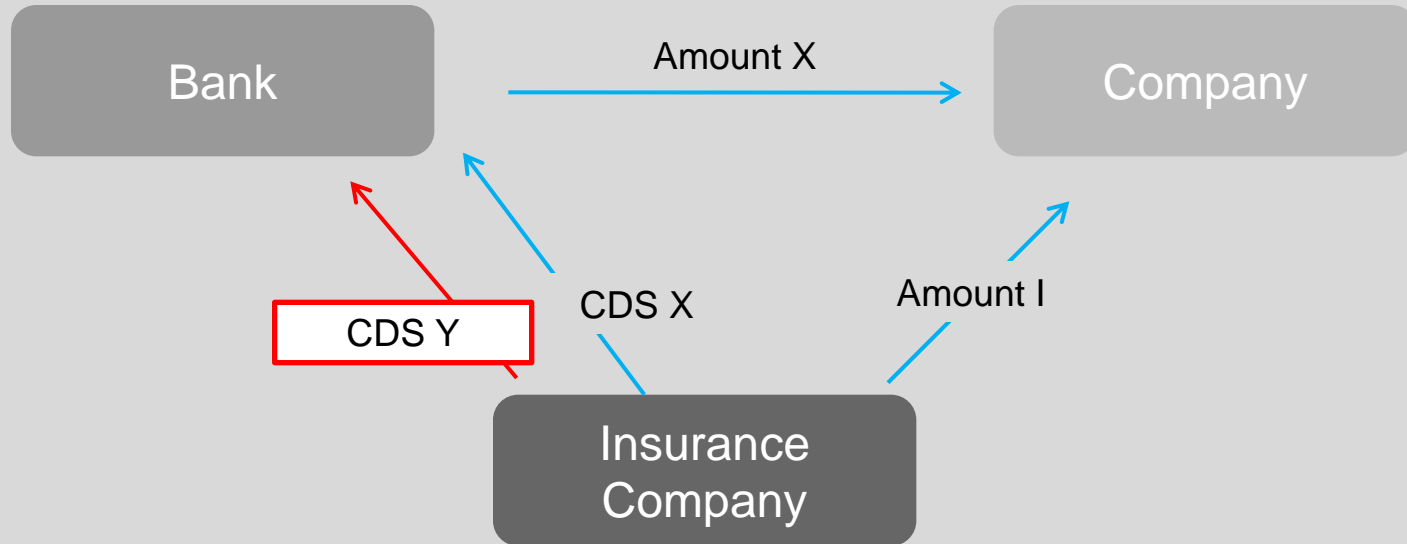 Bank
Amount X
Company
CDS Y
CDS X
Amount I
Insurance
Company